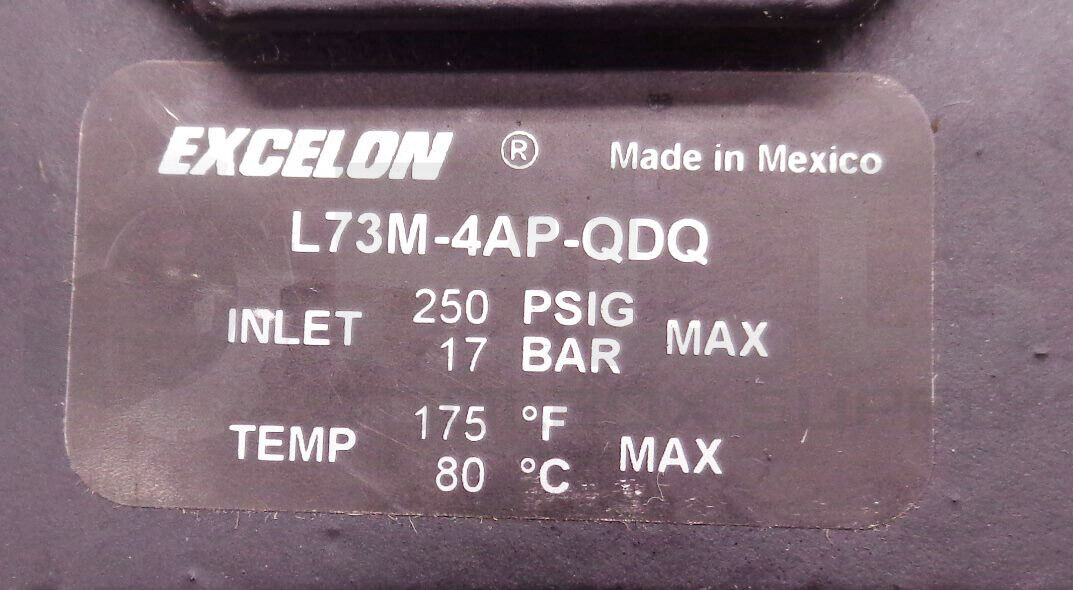 EXCELON ® Made in Mexico
L73M-4AP-QDQ
INLET 250 PSIG MAX
17 BAR
TEMP 175 °F MAX
80 °C